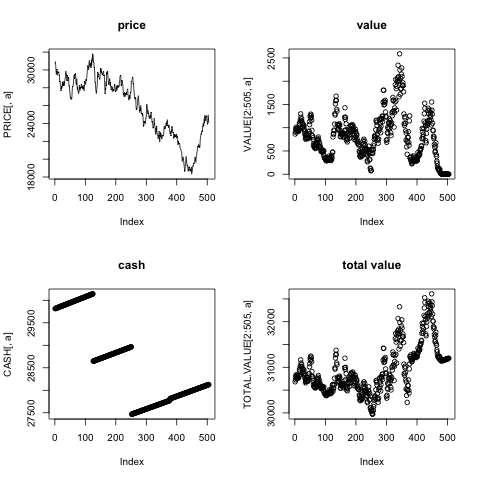 price
PRICE[, a]
18000 24000 30000
0 100 200 300 400 500
Index
value
VALUE[2:505, a]
0 500 1500 2500
0 100 200 300 400 500
Index
cash
CASH[, a]
27500 28500 29500
0 100 200 300 400 500
Index
total value
TOTAL.VALUE[2:505, a]
30000 31000 32000
0 100 200 300 400 500
Index